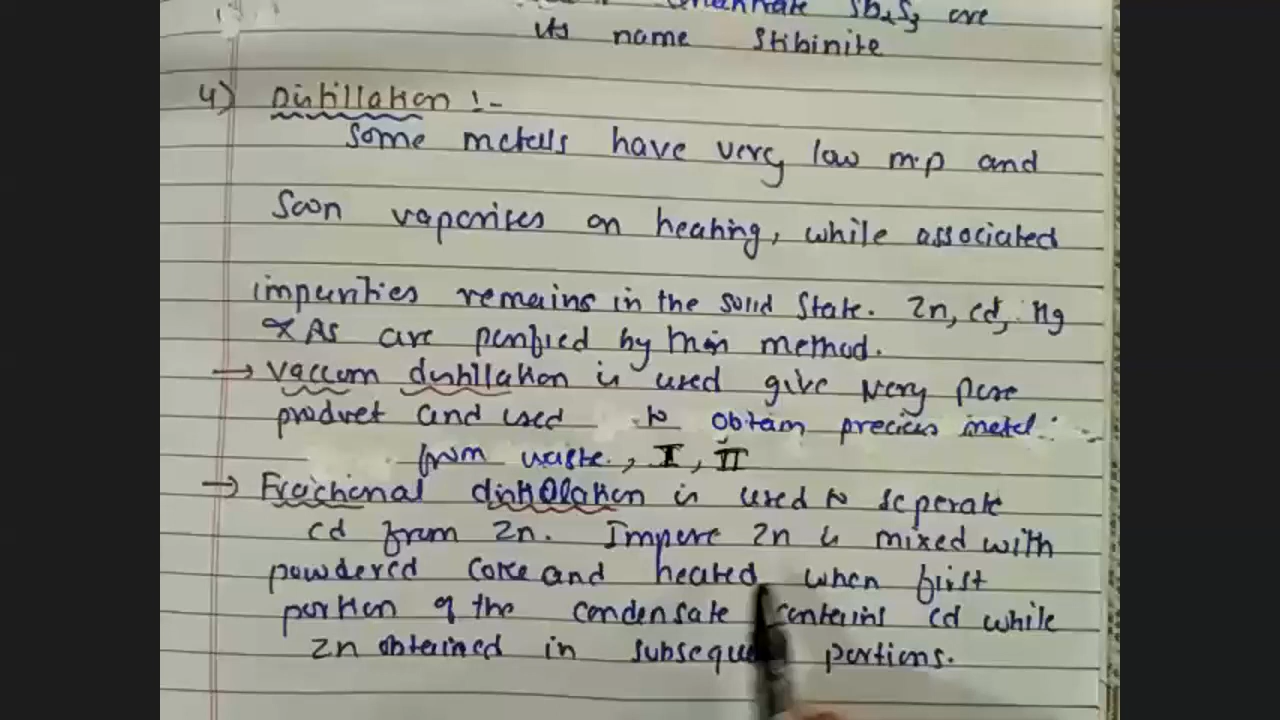 Sb2S3 are
its name Stibinite
4) Distillation :-
Some metals have very low m.p and
Soon vaporises on heating, while associated
impurities remains in the solid State. Zn, Cd, Hg
& As are purified by this method.
→ Vaccum distillation is used give very pure
product and used to obtain precious metal
from waste, I, II
→ Fractional distillation is used to seperate
Cd from Zn. Impure Zn is mixed with
powdered coke and heated when first
portion of the condensate contains Cd while
Zn obtained in portions.